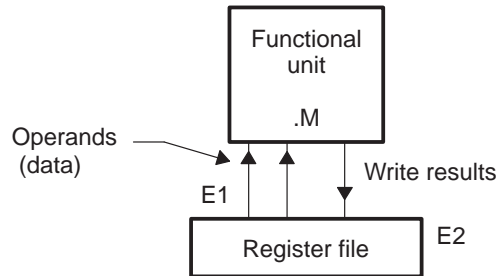 Functional
unit
.M
Operands
(data)
Write results
E1
E2
Register file